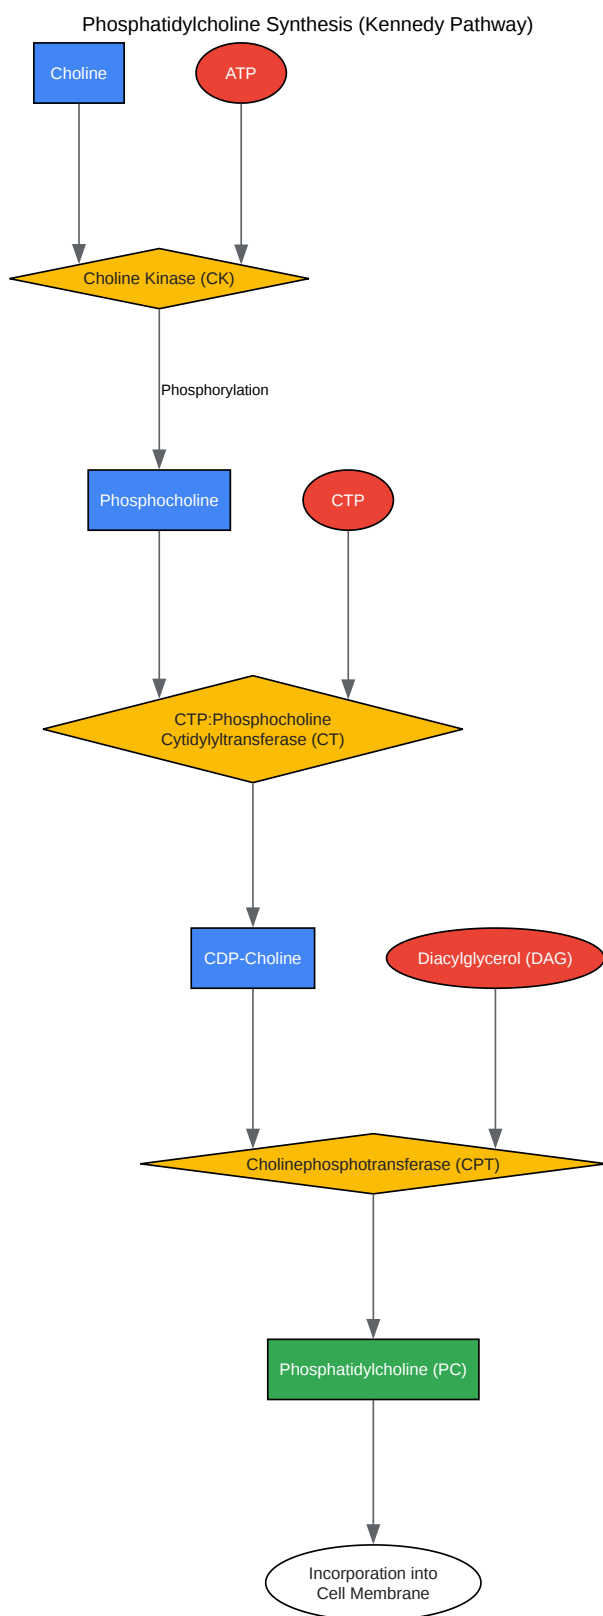 Phosphatidylcholine Synthesis (Kennedy Pathway)
Choline
ATP
Choline Kinase (CK)
Phosphorylation
Phosphocholine
CTP
CTP:Phosphocholine
Cytidylyltransferase (CT)
CDP-Choline
Diacylglycerol (DAG)
Cholinephosphotransferase (CPT)
Phosphatidylcholine (PC)
Incorporation into
Cell Membrane